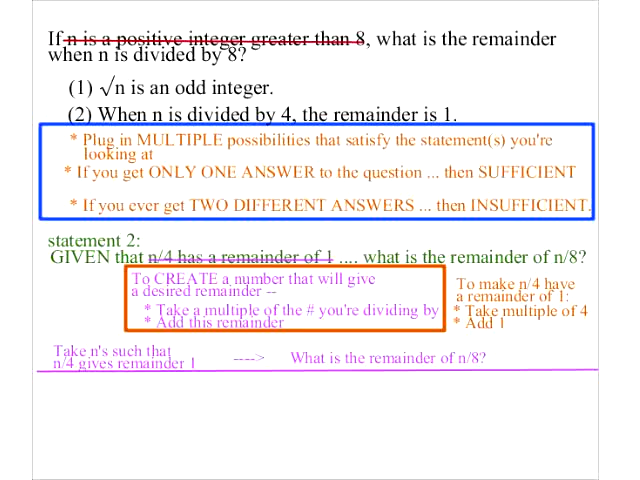 If n is a positive integer greater than 8, what is the remainder
when n is divided by 8?
(1) √n is an odd integer.
(2) When n is divided by 4, the remainder is 1.
* Plug in MULTIPLE possibilities that satisfy the statement(s) you're
looking at
* If you get ONLY ONE ANSWER to the question ... then SUFFICIENT
* If you ever get TWO DIFFERENT ANSWERS ... then INSUFFICIENT.
statement 2:
GIVEN that n/4 has a remainder of 1 .... what is the remainder of n/8?
To CREATE a number that will give
a desired remainder --
* Take a multiple of the # you're dividing by
* Add this remainder
To make n/4 have
a remainder of 1:
* Take multiple of 4
* Add 1
Take n's such that
n/4 gives remainder 1
----> What is the remainder of n/8?